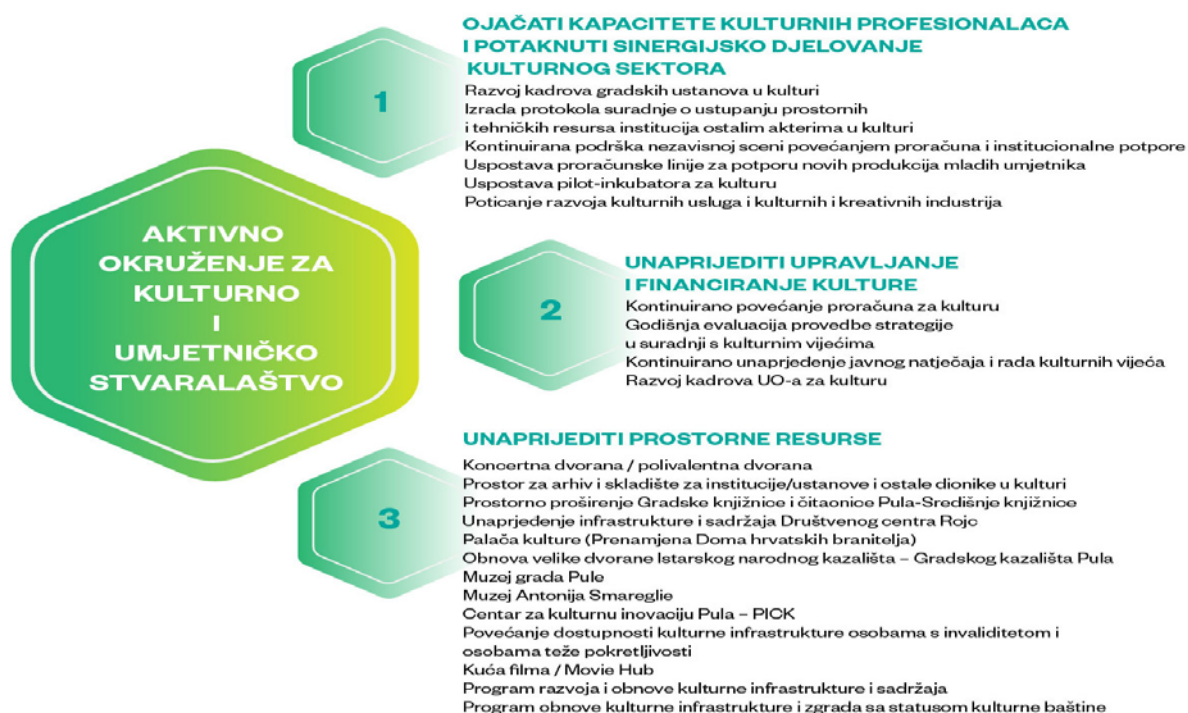 AKTIVNO
OKRUŽENJE ZA
KULTURNO
I
UMJETNIČKO
STVARALAŠTVO
1
OJAČATI KAPACITETE KULTURNIH PROFESIONALACA
I POTAKNUTI SINERGIJSKO DJELOVANJE
KULTURNOG SEKTORA
Razvoj kadrova gradskih ustanova u kulturi
Izrada protokola suradnje o ustupanju prostornih
i tehničkih resursa institucija ostalim akterima u kulturi
Kontinuirana podrška nezavisnoj sceni povećanjem proračuna i institucionalne potpore
Uspostava proračunske linije za potporu novih produkcija mladih umjetnika
Uspostava pilot-inkubatora za kulturu
Poticanje razvoja kulturnih usluga i kulturnih i kreativnih industrija
2
UNAPRIJEDITI UPRAVLJANJE
I FINANCIRANJE KULTURE
Kontinuirano povećanje proračuna za kulturu
Godišnja evaluacija provedbe strategije
u suradnji s kulturnim vijećima
Kontinuirano unaprjeđenje javnog natječaja i rada kulturnih vijeća
Razvoj kadrova UO-a za kulturu
3
UNAPRIJEDITI PROSTORNE RESURSE
Koncertna dvorana / polivalentna dvorana
Prostor za arhiv i skladište za institucije/ustanove i ostale dionike u kulturi
Prostorno proširenje Gradske knjižnice i čitaonice Pula-Središnje knjižnice
Unaprjeđenje infrastrukture i sadržaja Društvenog centra Rojc
Palača kulture (Prenamjena Doma hrvatskih branitelja)
Obnova velike dvorane Istarskog narodnog kazališta – Gradskog kazališta Pula
Muzej grada Pule
Muzej Antonija Smareglie
Centar za kulturnu inovaciju Pula – PICK
Povećanje dostupnosti kulturne infrastrukture osobama s invaliditetom i
osobama teže pokretljivosti
Kuća filma / Movie Hub
Program razvoja i obnove kulturne infrastrukture i sadržaja
Program obnove kulturne infrastrukture i zgrada sa statusom kulturne baštine